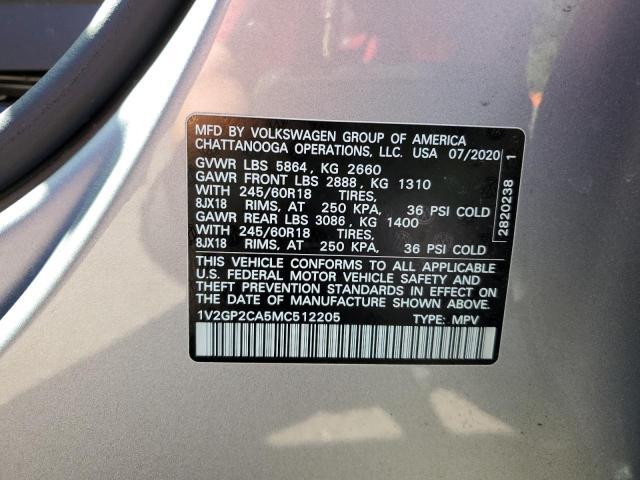 MFD BY VOLKSWAGEN GROUP OF AMERICA
CHATTANOOGA OPERATIONS, LLC. USA 07/2020
GVWR LBS 5864, KG 2660
GAWR FRONT LBS 2888, KG 1310
WITH 245/60R18 TIRES,
8JX18 RIMS, AT 250 KPA, 36 PSI COLD
GAWR REAR LBS 3086, KG 1400
WITH 245/60R18 TIRES,
8JX18 RIMS, AT 250 KPA, 36 PSI COLD
THIS VEHICLE CONFORMS TO ALL APPLICABLE
U.S. FEDERAL MOTOR VEHICLE SAFETY AND
THEFT PREVENTION STANDARDS IN EFFECT ON
THE DATE OF MANUFACTURE SHOWN ABOVE.
1V2GP2CA5MC512205 TYPE: MPV
2820238 1